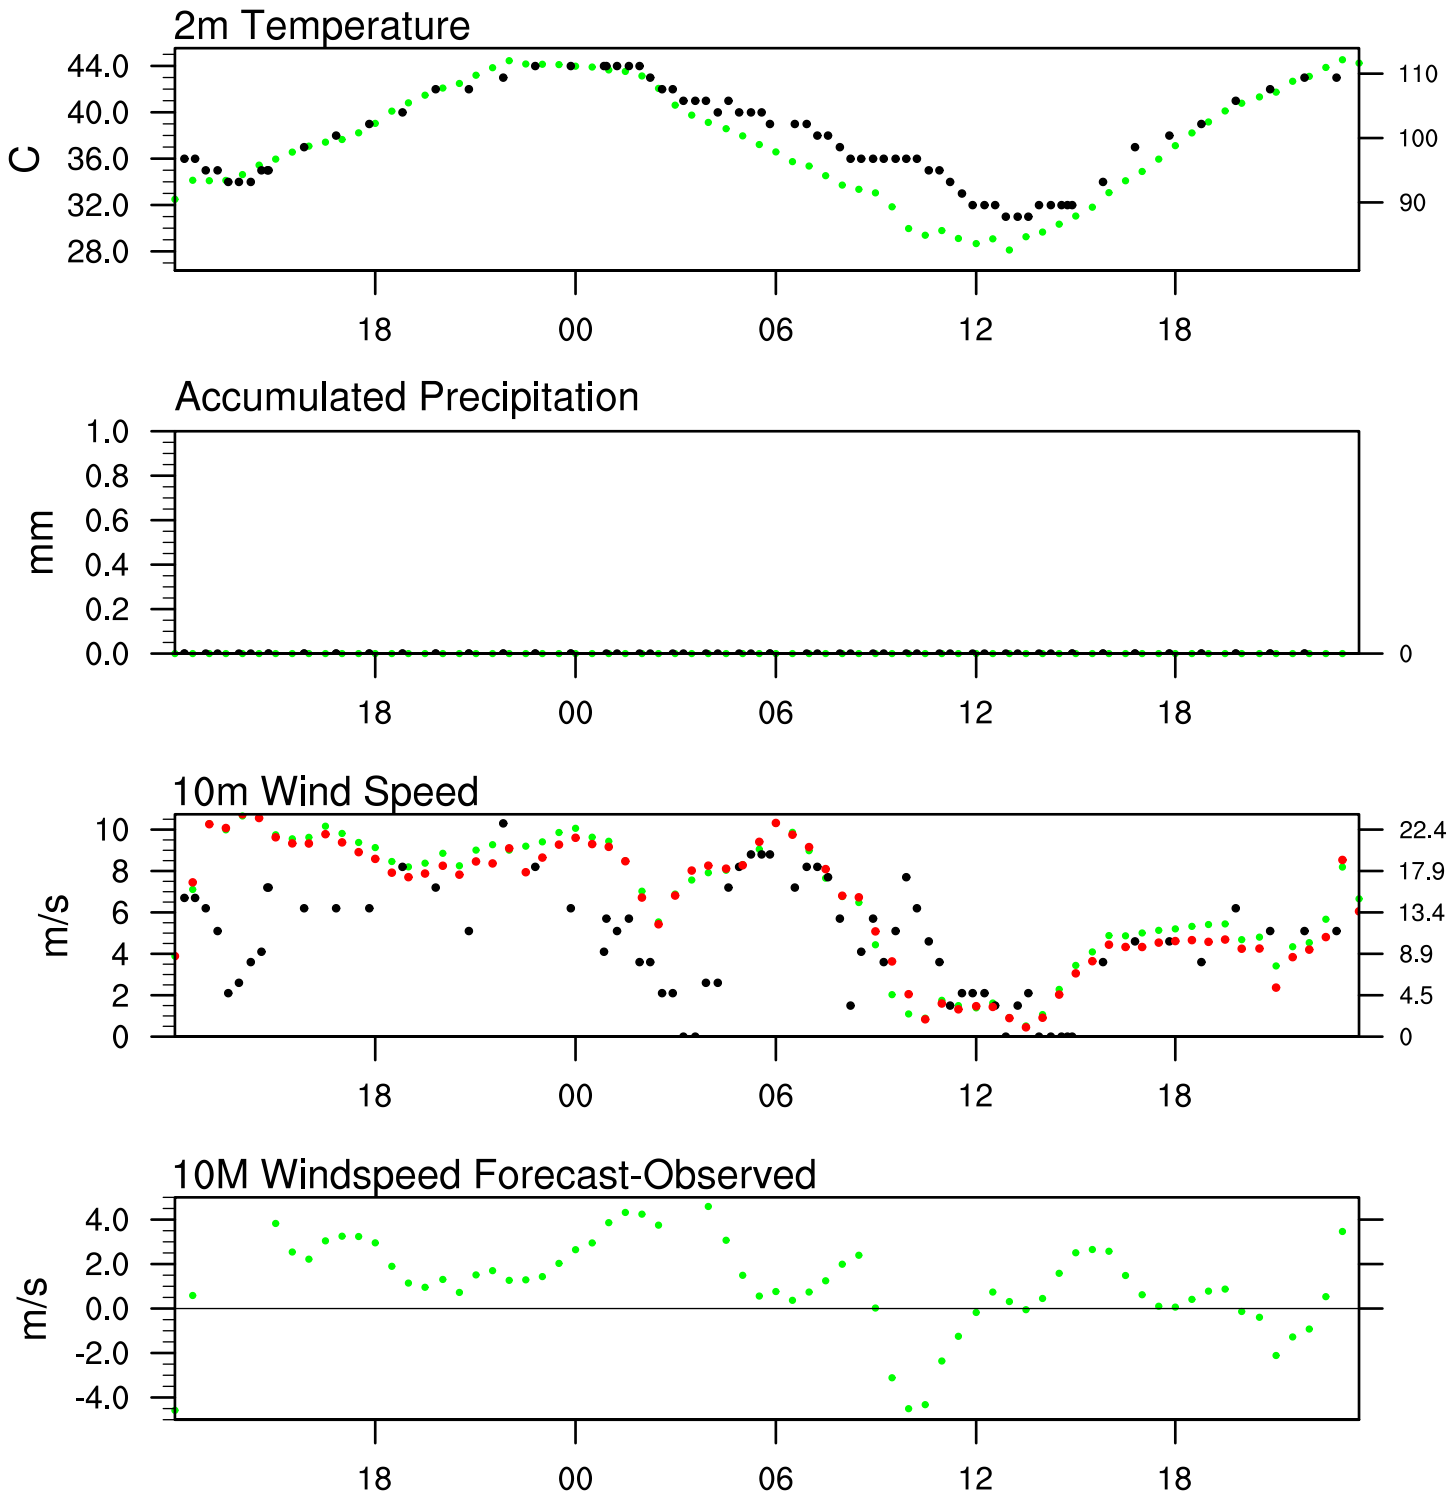 2m Temperature
44.0
40.0
36.0
32.0
28.0
C
110
100
90
18 00 06 12 18
Accumulated Precipitation
1.0
0.8
0.6
0.4
0.2
0.0
mm
0
18 00 06 12 18
10m Wind Speed
10
8
6
4
2
0
m/s
22.4
17.9
13.4
8.9
4.5
0
18 00 06 12 18
10M Windspeed Forecast-Observed
4.0
2.0
0.0
-2.0
-4.0
m/s
18 00 06 12 18